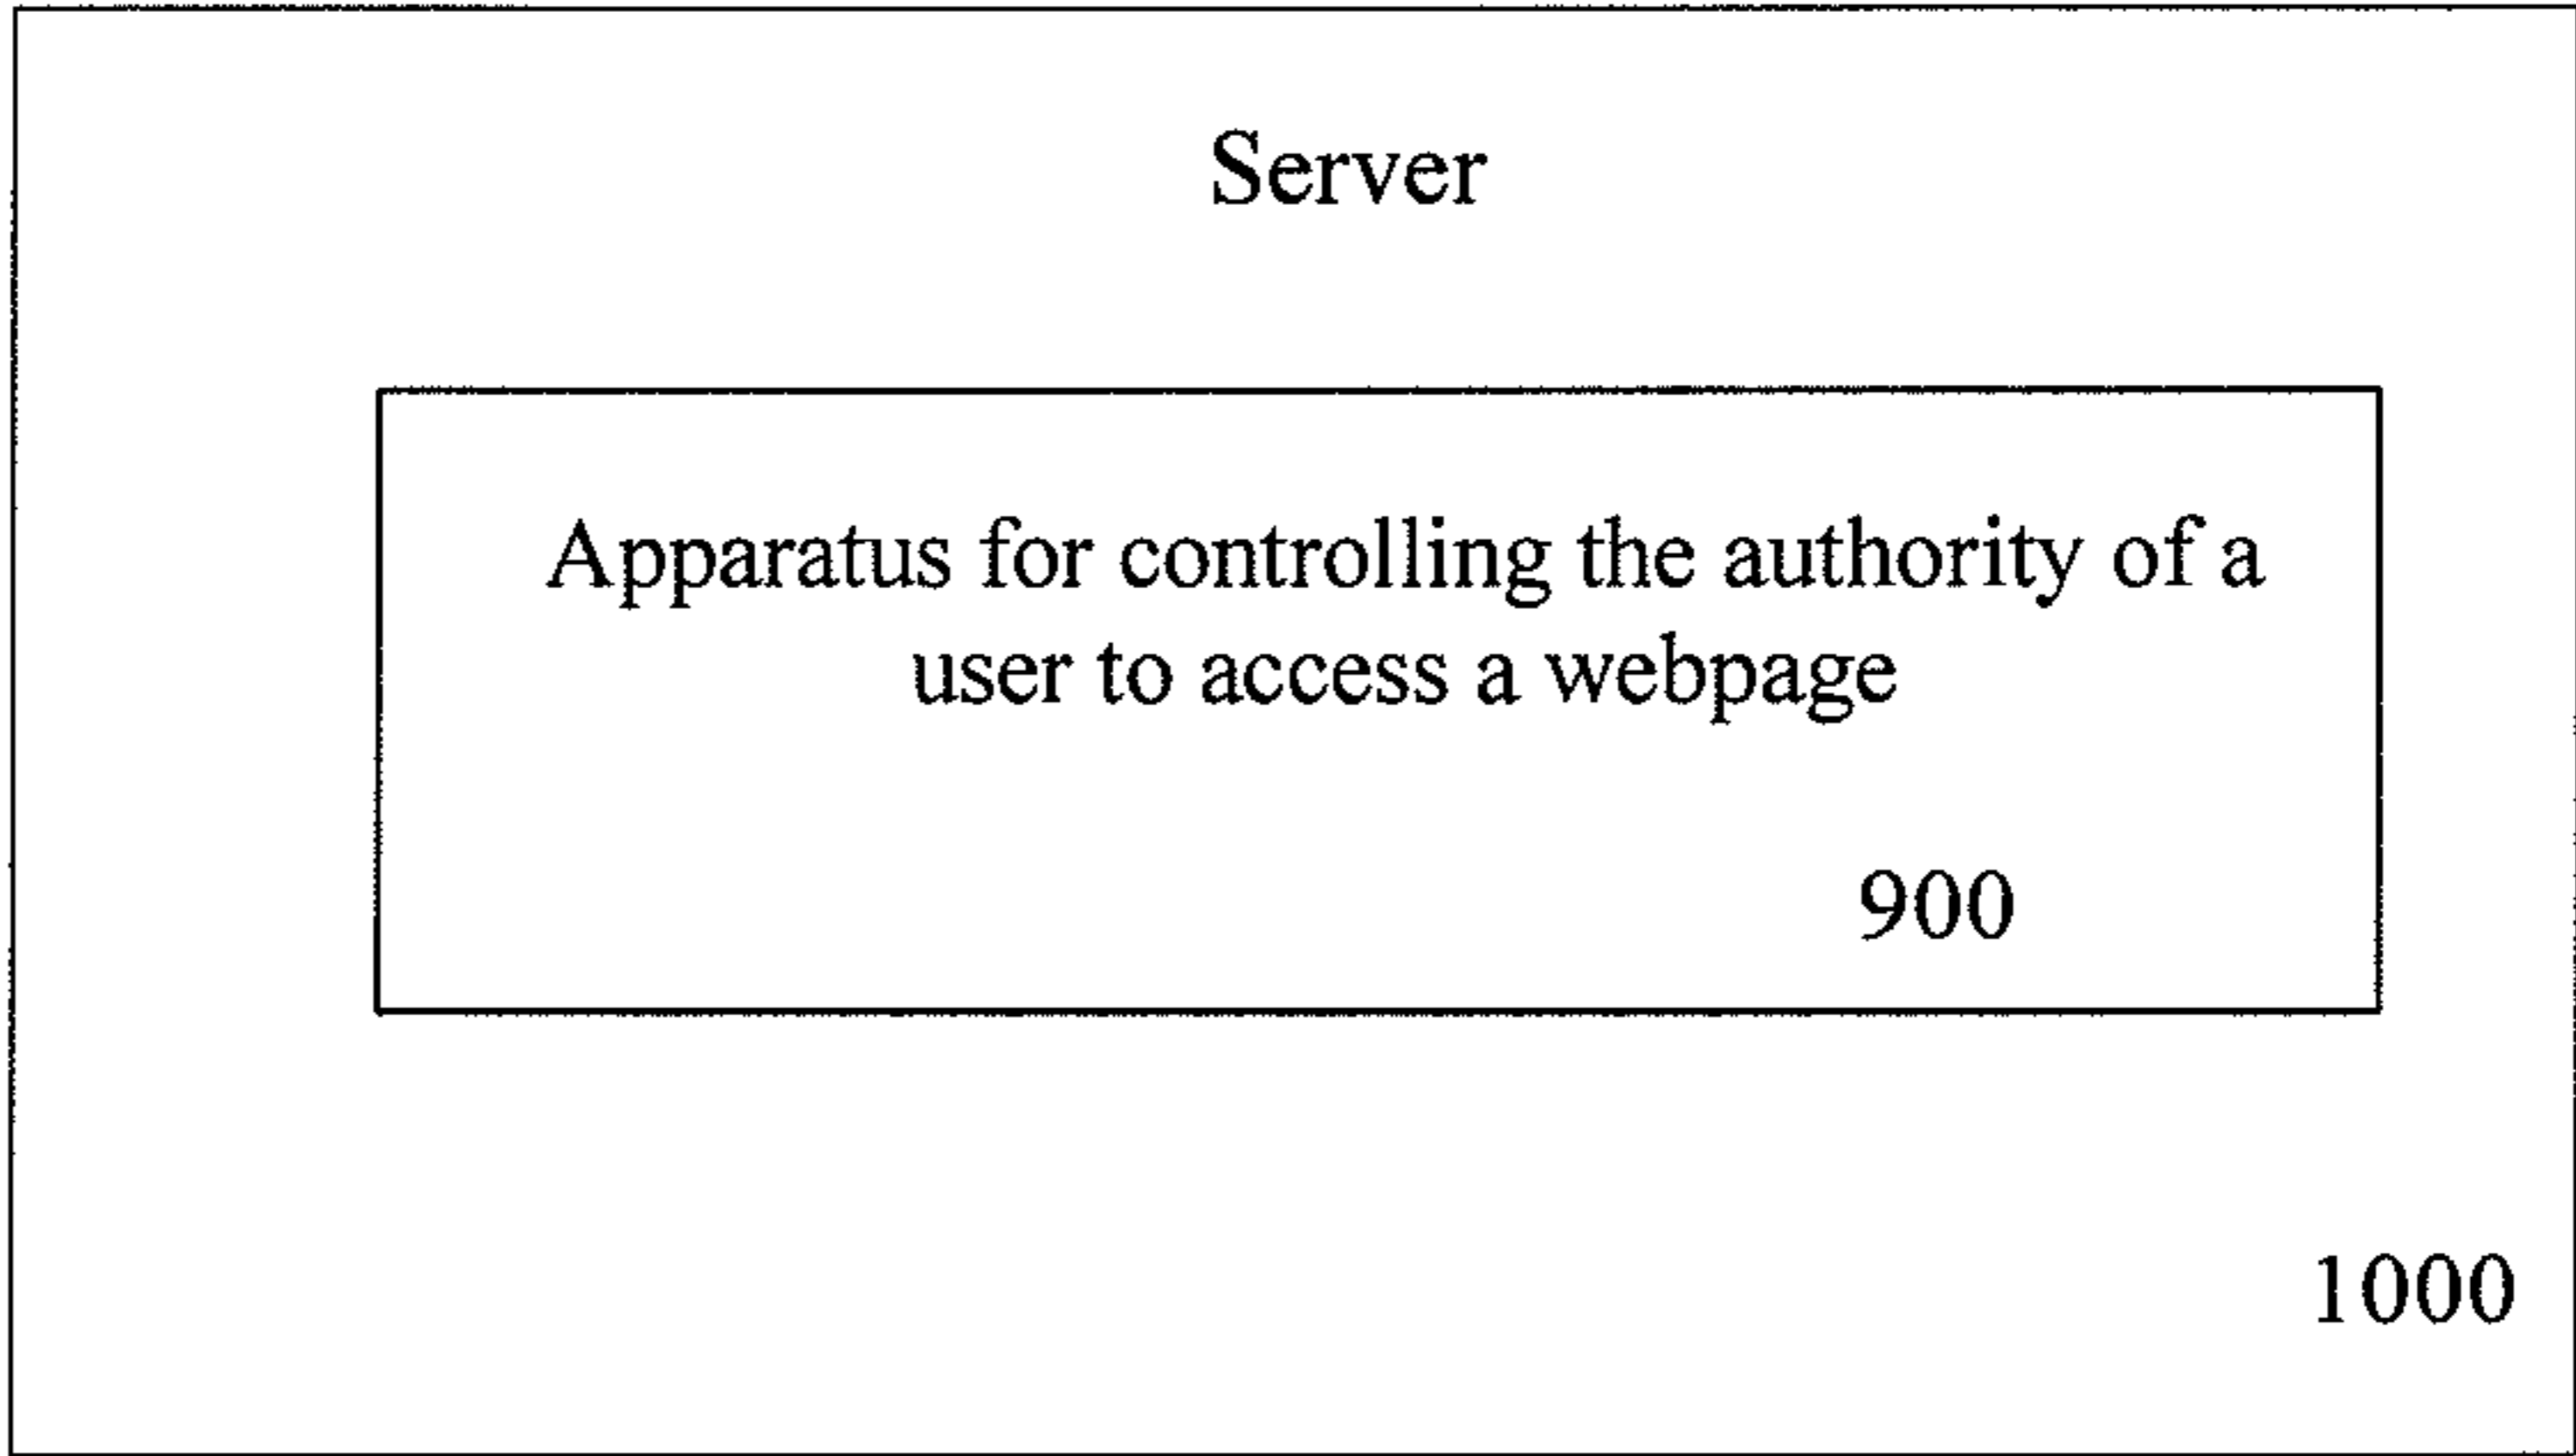 Server
Apparatus for controlling the authority of a
user to access a webpage
900
1000